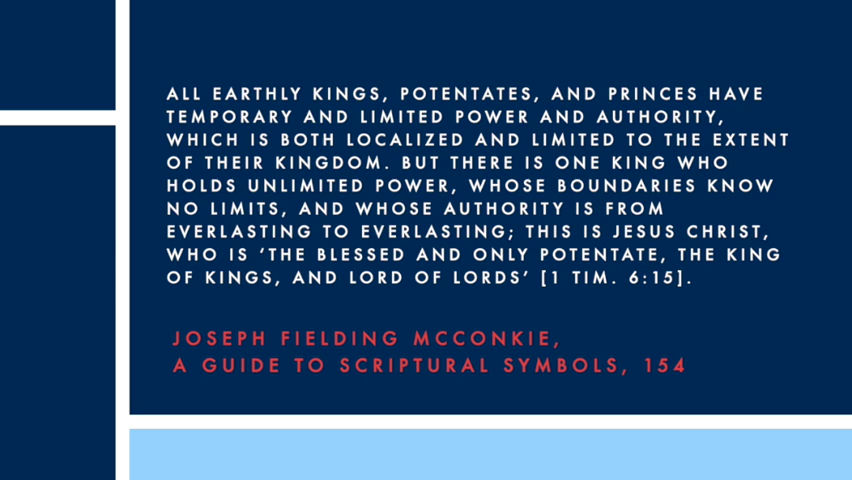 ALL EARTHLY KINGS, POTENTATES, AND PRINCES HAVE
TEMPORARY AND LIMITED POWER AND AUTHORITY,
WHICH IS BOTH LOCALIZED AND LIMITED TO THE EXTENT
OF THEIR KINGDOM. BUT THERE IS ONE KING WHO
HOLDS UNLIMITED POWER, WHOSE BOUNDARIES KNOW
NO LIMITS, AND WHOSE AUTHORITY IS FROM
EVERLASTING TO EVERLASTING; THIS IS JESUS CHRIST,
WHO IS ‘THE BLESSED AND ONLY POTENTATE, THE KING
OF KINGS, AND LORD OF LORDS’ [1 TIM. 6:15].
JOSEPH FIELDING MCCONKIE,
A GUIDE TO SCRIPTURAL SYMBOLS, 154